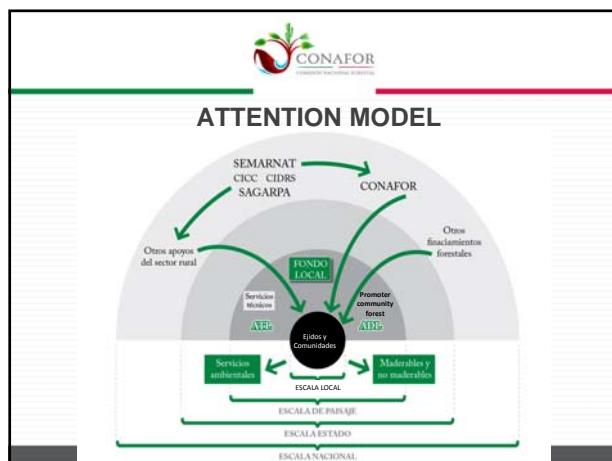 CONAFOR
COMISIÓN NACIONAL FORESTAL
ATTENTION MODEL
SEMARNAT
CICC CIDRS
SAGARPA
CONAFOR
Otros apoyos
del sector rural
Otros
finaciamientos
forestales
FONDO
LOCAL
Servicios
técnicos
Promoter
community
forest
ATL
ADL
Ejidos y
Comunidades
Servicios
ambientales
Maderables y
no maderables
ESCALA LOCAL
ESCALA DE PAISAJE
ESCALA ESTADO
ESCALA NACIONAL